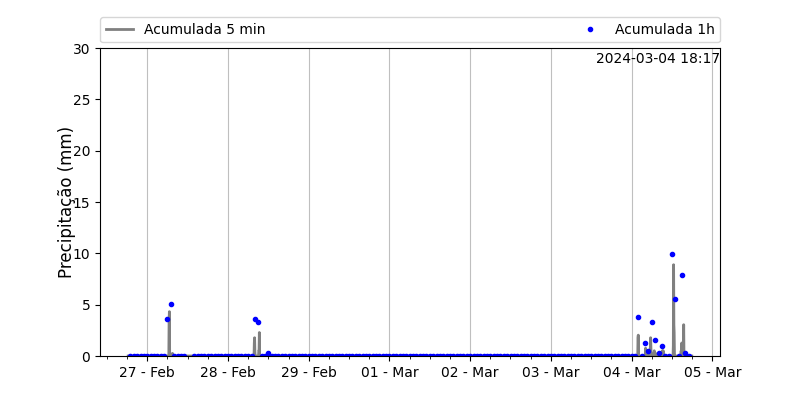 Acumulada 5 min
Acumulada 1h
2024-03-04 18:17
Precipitação (mm)
30
25
20
15
10
5
0
27 - Feb
28 - Feb
29 - Feb
01 - Mar
02 - Mar
03 - Mar
04 - Mar
05 - Mar